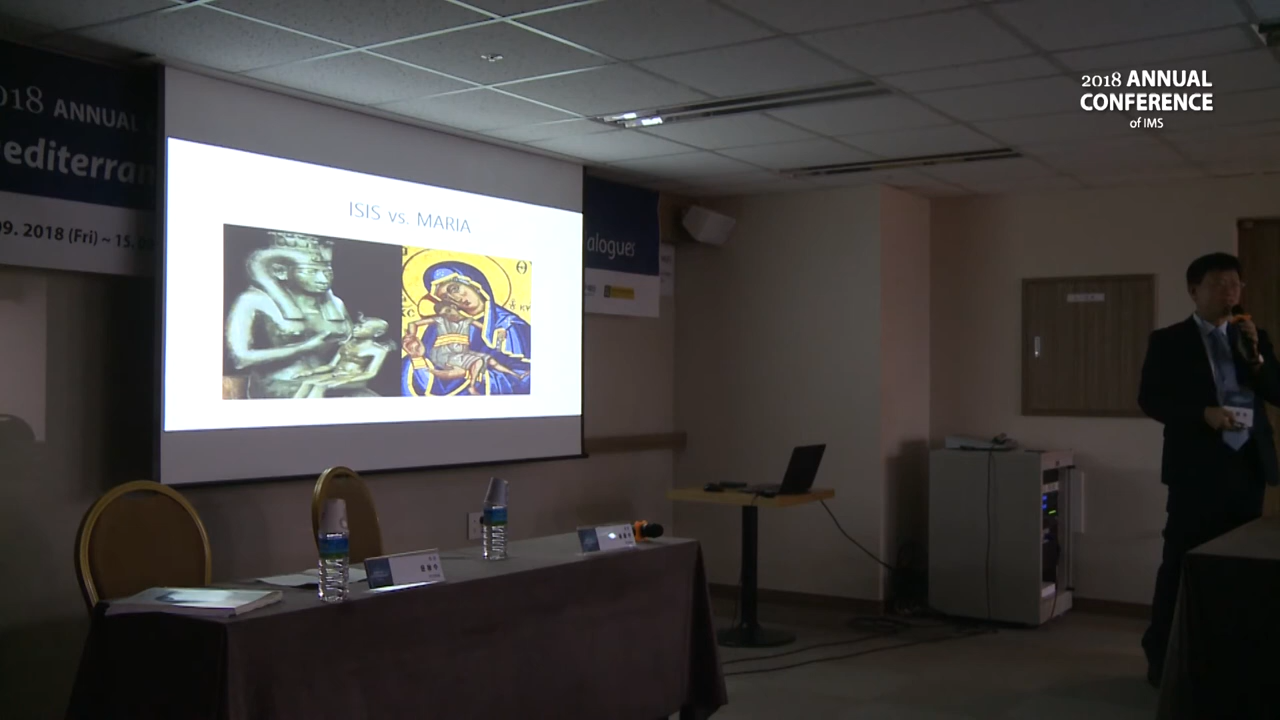 2018 ANNUAL
CONFERENCE
of IMS
018 ANNUAL
editerran
09. 2018 (Fri) ~ 15.
alogues
ISIS vs. MARIA